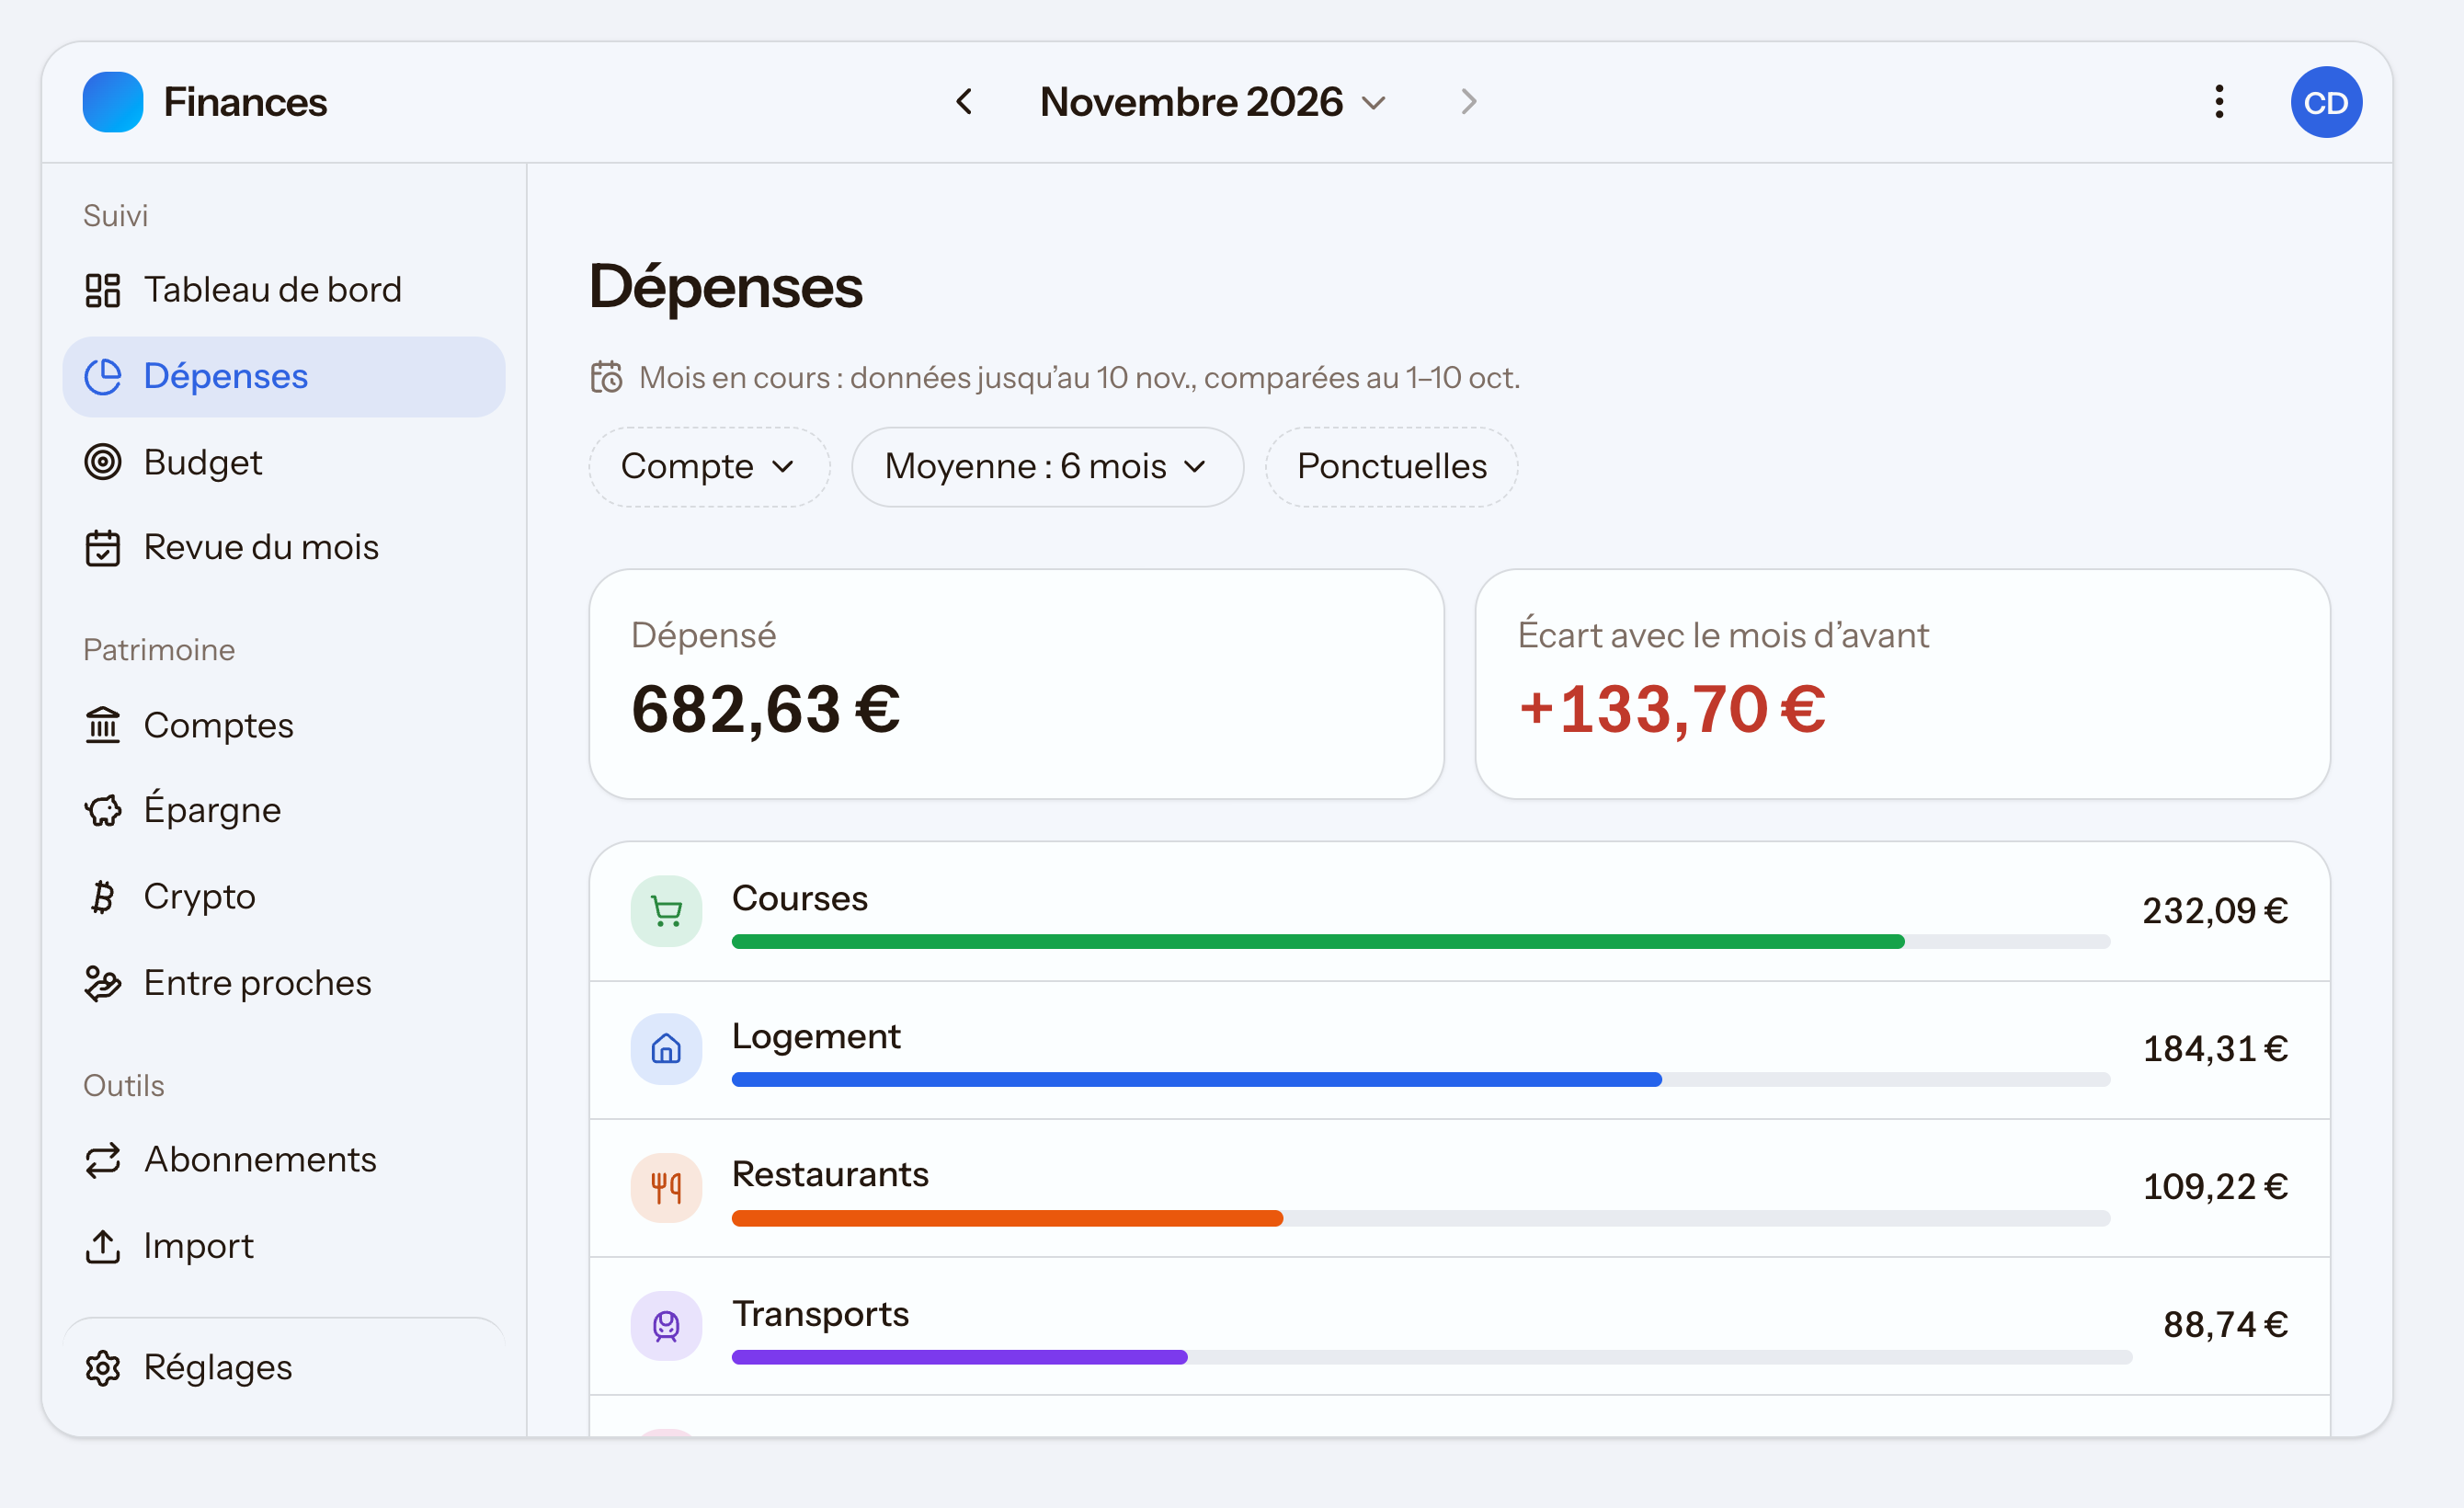 Finances
Novembre 2026
CD
Suivi
Tableau de bord
Dépenses
Budget
Revue du mois
Patrimoine
Comptes
Épargne
Crypto
Entre proches
Outils
Abonnements
Import
Réglages
Dépenses
Mois en cours : données jusqu’au 10 nov., comparées au 1–10 oct.
Compte
Moyenne : 6 mois
Ponctuelles
Dépensé
682,63 €
Écart avec le mois d’avant
+133,70 €
Courses
232,09 €
Logement
184,31 €
Restaurants
109,22 €
Transports
88,74 €